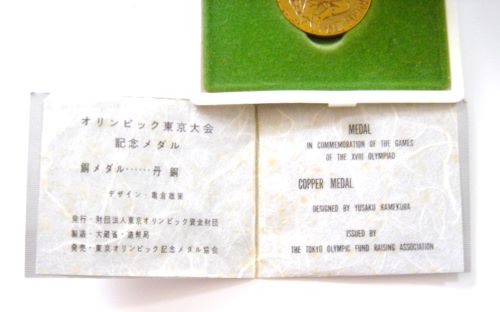 オリンピック東京大会
記念メダル
銅メダル……丹銅
デザイン・亀倉雄策
発行・財団法人東京オリンピック資金財団
製造・大蔵省・造幣局
発売・東京オリンピック記念メダル協会
MEDAL
IN COMMEMORATION OF THE GAMES
OF THE XVIII OLYMPIAD
COPPER MEDAL
DESIGNED BY YUSAKU KAMEKURA
ISSUED BY
THE TOKYO OLYMPIC FUND RAISING ASSOCIATION